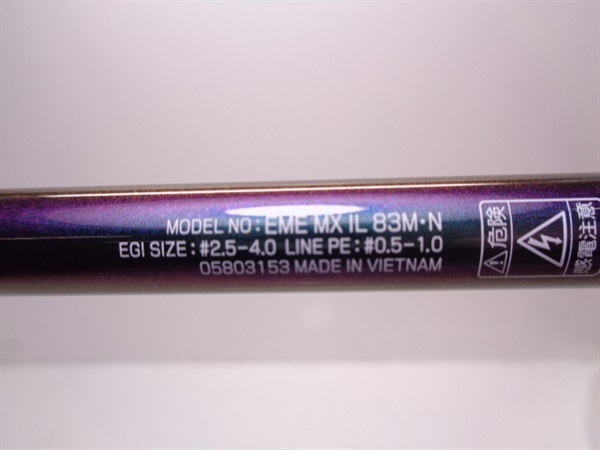 MODEL NO : EME MX IL 83M・N
EGI SIZE : #2.5-4.0 LINE PE : #0.5-1.0
05803153 MADE IN VIETNAM
危険
感電注意